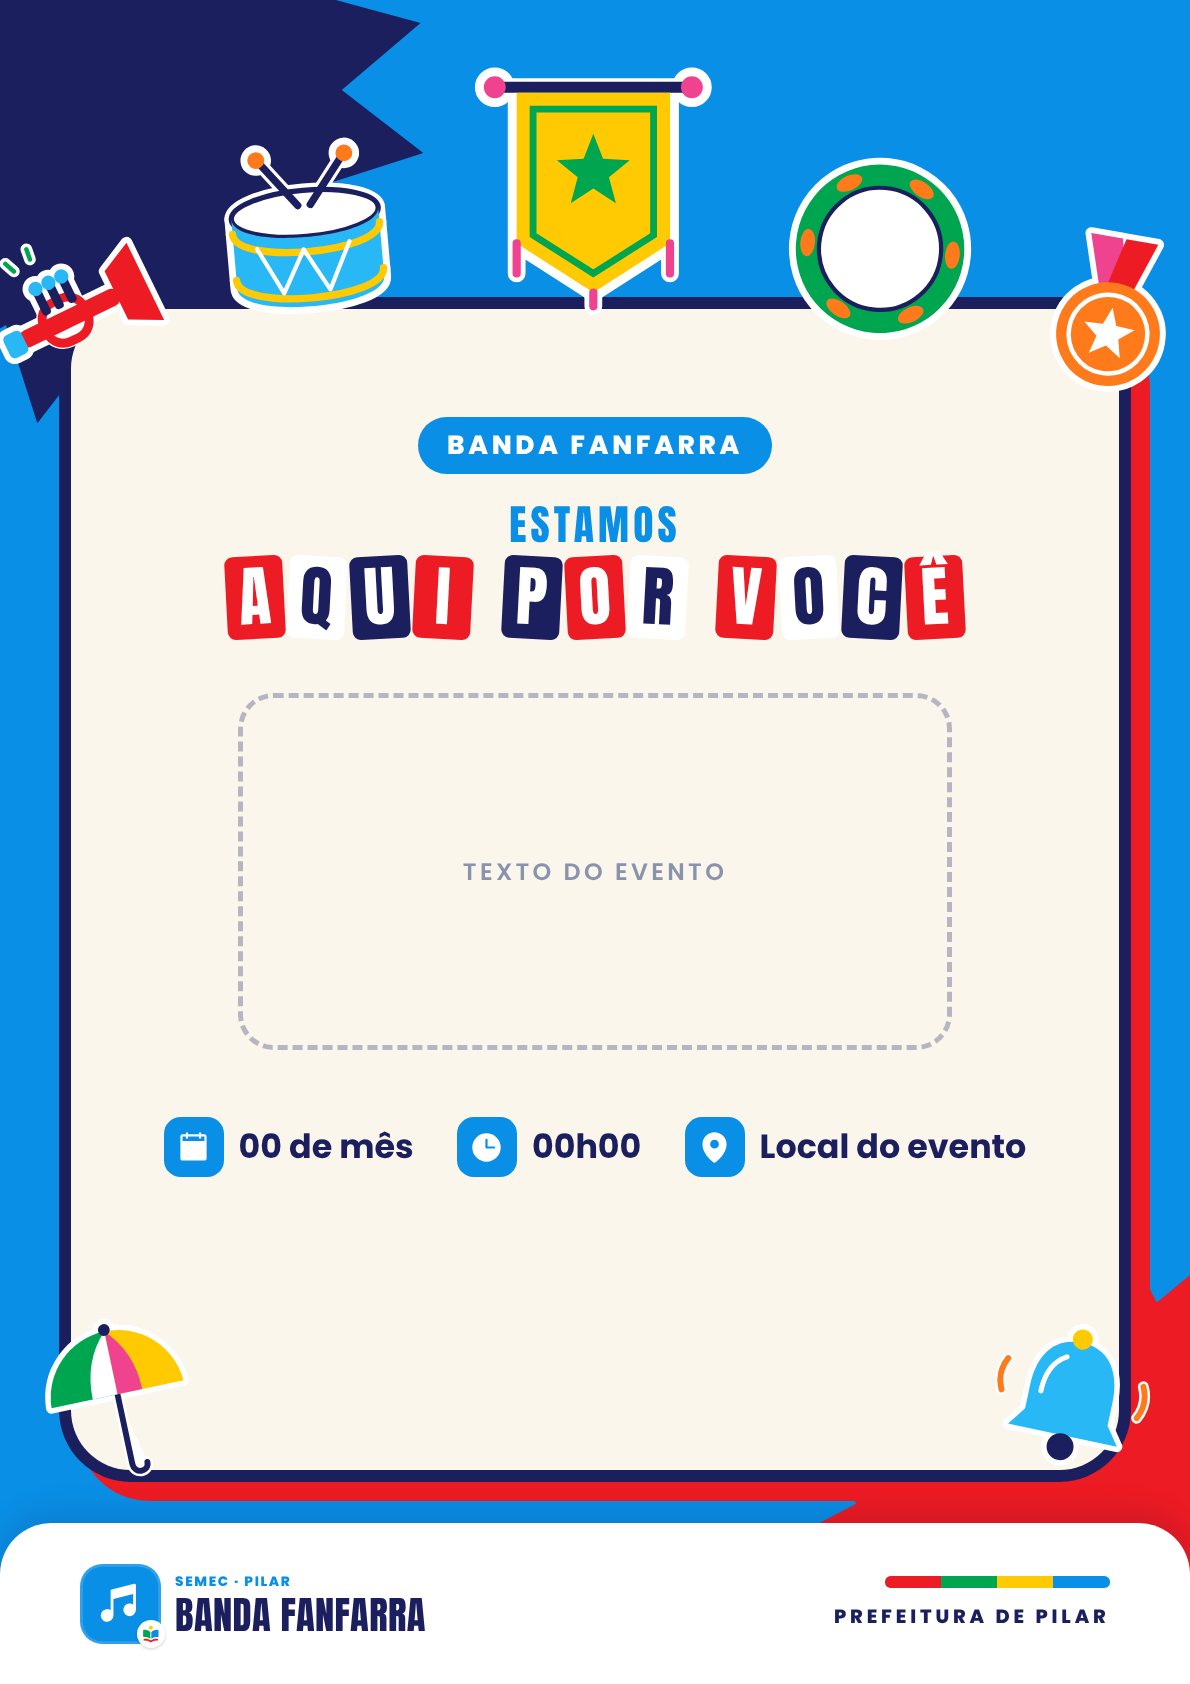 BANDA FANFARRA
ESTAMOS
AQUI POR VOCÊ
TEXTO DO EVENTO
00 de mês 00h00 Local do evento
SEMEC · PILAR
BANDA FANFARRA
PREFEITURA DE PILAR